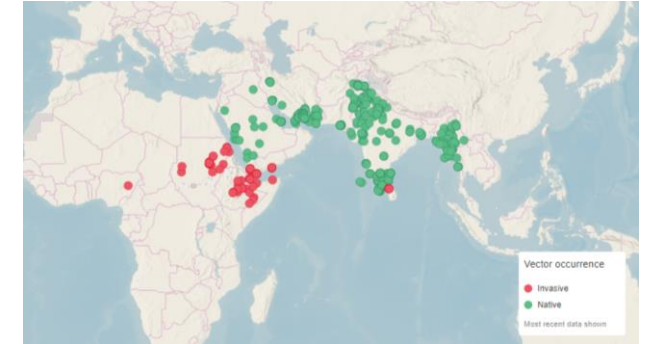 Vector occurrence
Invasive
Native
Most recent data shown